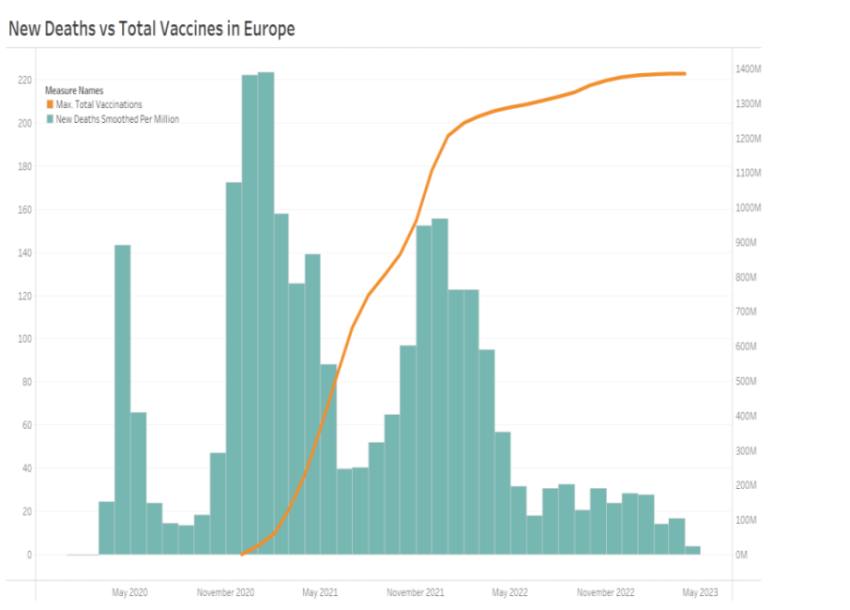 New Deaths vs Total Vaccines in Europe
Measure Names
Max. Total Vaccinations
New Deaths Smoothed Per Million
220
200
180
160
140
120
100
80
60
40
20
0
1400M
1300M
1200M
1100M
1000M
900M
800M
700M
600M
500M
400M
300M
200M
100M
0M
May 2020
November 2020
May 2021
November 2021
May 2022
November 2022
May 2023